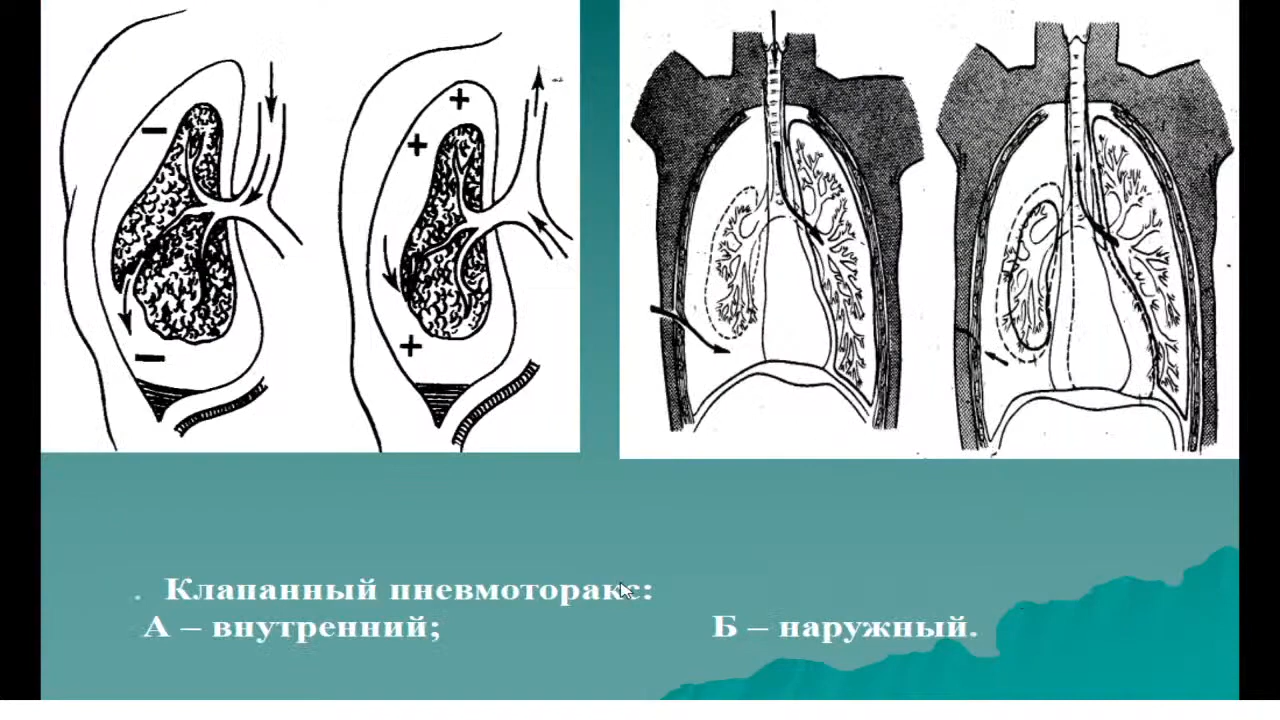 . Клапанный пневмоторакс:
А – внутренний; Б – наружный.